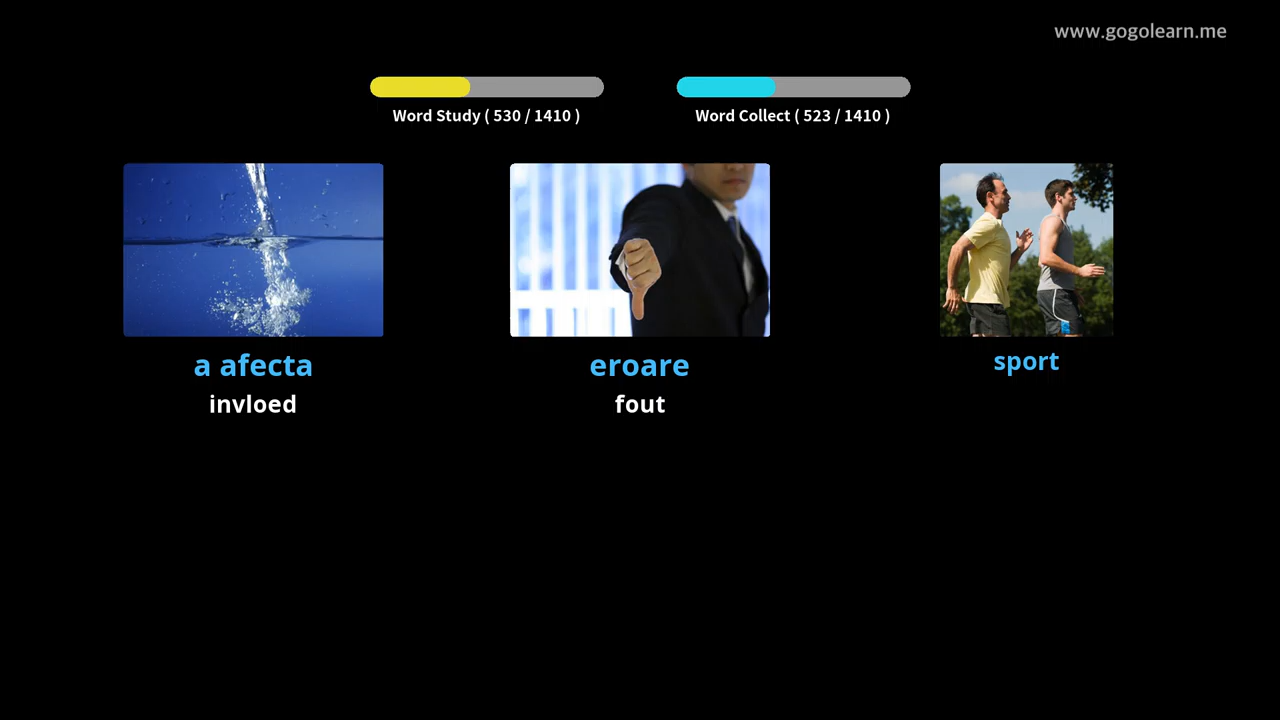 www.gogolearn.me
Word Study ( 530 / 1410 )
Word Collect ( 523 / 1410 )
a afecta
invloed
eroare
fout
sport